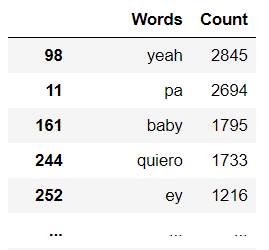 Words Count
98 yeah 2845
11 pa 2694
161 baby 1795
244 quiero 1733
252 ey 1216
... ... ...